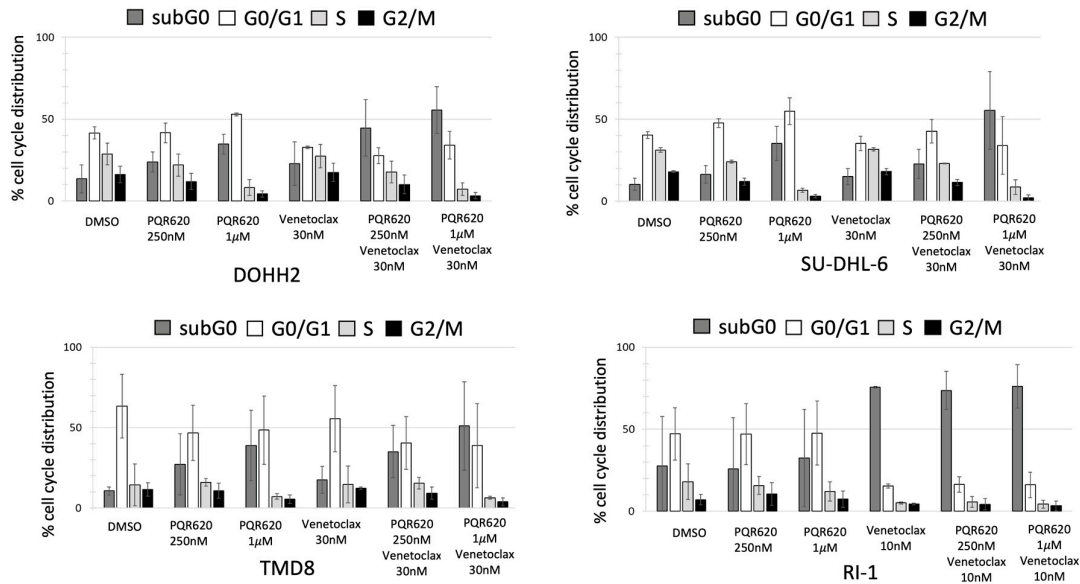 subG0 G0/G1 S G2/M
% cell cycle distribution
100
50
0
DMSO
PQR620
250nM
PQR620
1µM
Venetoclax
30nM
PQR620
250nM
Venetoclax
30nM
PQR620
1µM
Venetoclax
30nM
DOHH2
subG0 G0/G1 S G2/M
% cell cycle distribution
100
50
0
DMSO
PQR620
250nM
PQR620
1µM
Venetoclax
30nM
PQR620
250nM
Venetoclax
30nM
PQR620
1µM
Venetoclax
30nM
SU-DHL-6
subG0 G0/G1 S G2/M
% cell cycle distribution
100
50
0
DMSO
PQR620
250nM
PQR620
1µM
Venetoclax
30nM
PQR620
250nM
Venetoclax
30nM
PQR620
1µM
Venetoclax
30nM
TMD8
subG0 G0/G1 S G2/M
% cell cycle distribution
100
50
0
DMSO
PQR620
250nM
PQR620
1µM
Venetoclax
10nM
PQR620
250nM
Venetoclax
10nM
PQR620
1µM
Venetoclax
10nM
RI-1